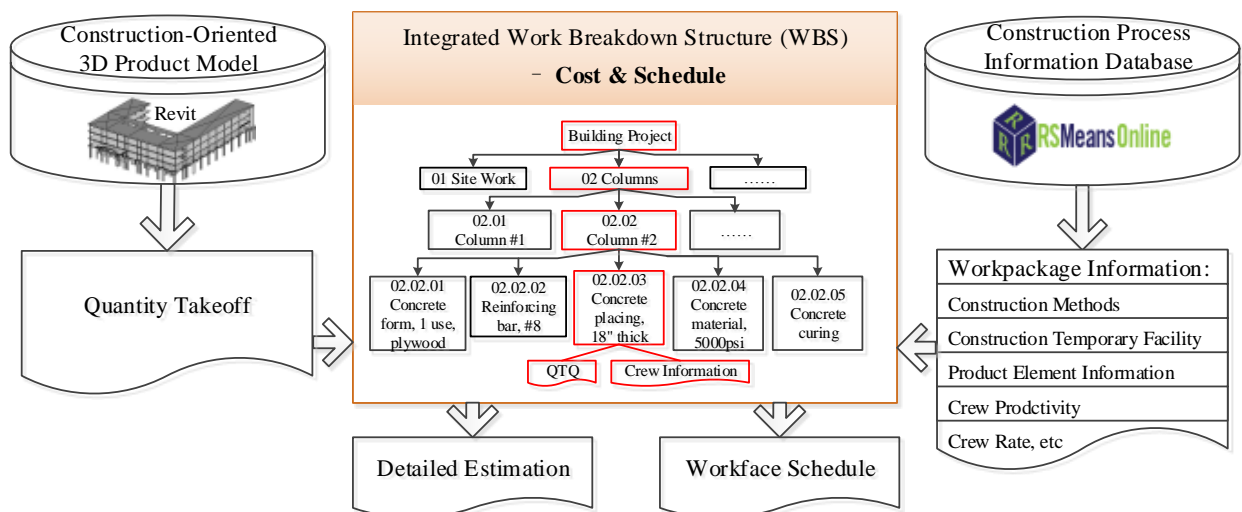 Construction-Oriented
3D Product Model
Revit
Quantity Takeoff
Integrated Work Breakdown Structure (WBS)
- Cost & Schedule
Building Project
01 Site Work
02 Columns
……
02.01
Column #1
02.02
Column #2
……
02.02.01
Concrete
form, 1 use,
plywood
02.02.02
Reinforcing
bar, #8
02.02.03
Concrete
placing,
18" thick
02.02.04
Concrete
material,
5000psi
02.02.05
Concrete
curing
QTQ
Crew Information
Detailed Estimation
Workface Schedule
Construction Process
Information Database
RRR
RSMeansOnline
Workpackage Information:
Construction Methods
Construction Temporary Facility
Product Element Information
Crew Prodctivity
Crew Rate, etc